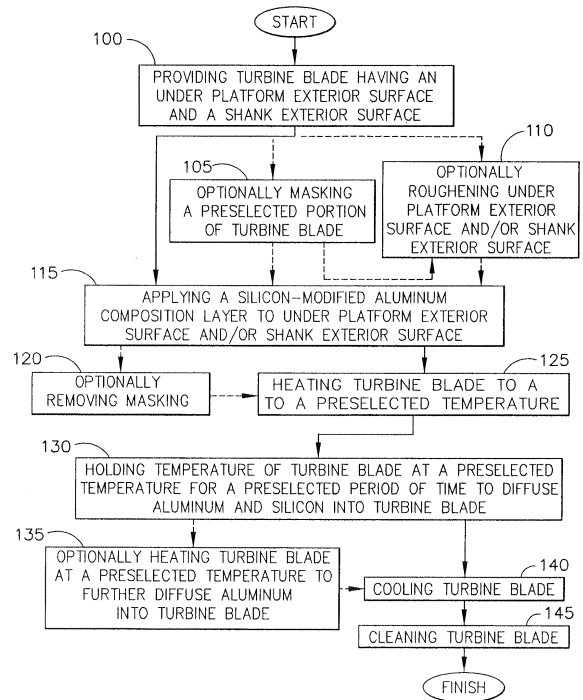 START
100
PROVIDING TURBINE BLADE HAVING AN
UNDER PLATFORM EXTERIOR SURFACE
AND A SHANK EXTERIOR SURFACE
105
OPTIONALLY MASKING
A PRESELECTED PORTION
OF TURBINE BLADE
110
OPTIONALLY
ROUGHENING UNDER
PLATFORM EXTERIOR
SURFACE AND/OR SHANK
EXTERIOR SURFACE
115
APPLYING A SILICON-MODIFIED ALUMINUM
COMPOSITION LAYER TO UNDER PLATFORM EXTERIOR
SURFACE AND/OR SHANK EXTERIOR SURFACE
120
OPTIONALLY
REMOVING MASKING
125
HEATING TURBINE BLADE TO A
TO A PRESELECTED TEMPERATURE
130
HOLDING TEMPERATURE OF TURBINE BLADE AT A PRESELECTED
TEMPERATURE FOR A PRESELECTED PERIOD OF TIME TO DIFFUSE
ALUMINUM AND SILICON INTO TURBINE BLADE
135
OPTIONALLY HEATING TURBINE BLADE
AT A PRESELECTED TEMPERATURE TO
FURTHER DIFFUSE ALUMINUM
INTO TURBINE BLADE
140
COOLING TURBINE BLADE
145
CLEANING TURBINE BLADE
FINISH